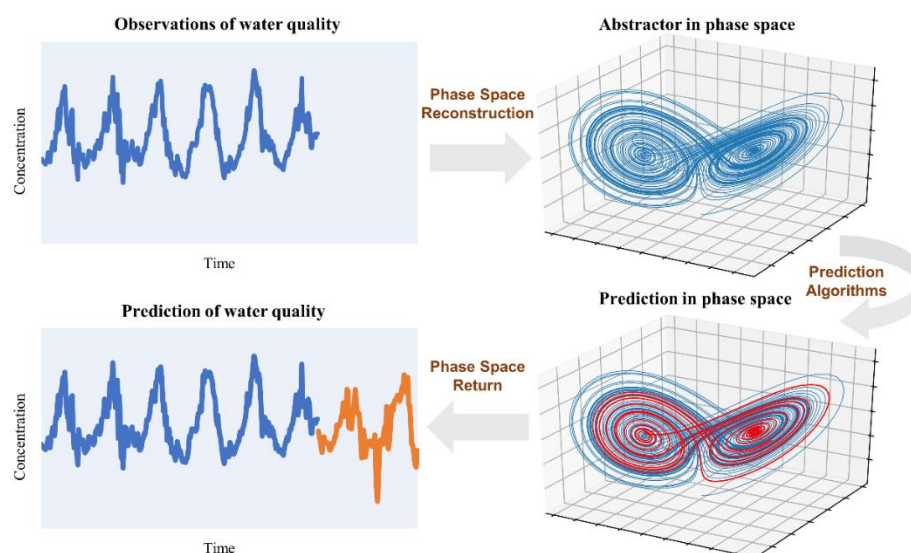 Observations of water quality
Abstractor in phase space
Concentration
Time
Phase Space
Reconstruction
Prediction
Algorithms
Prediction of water quality
Prediction in phase space
Concentration
Time
Phase Space
Return